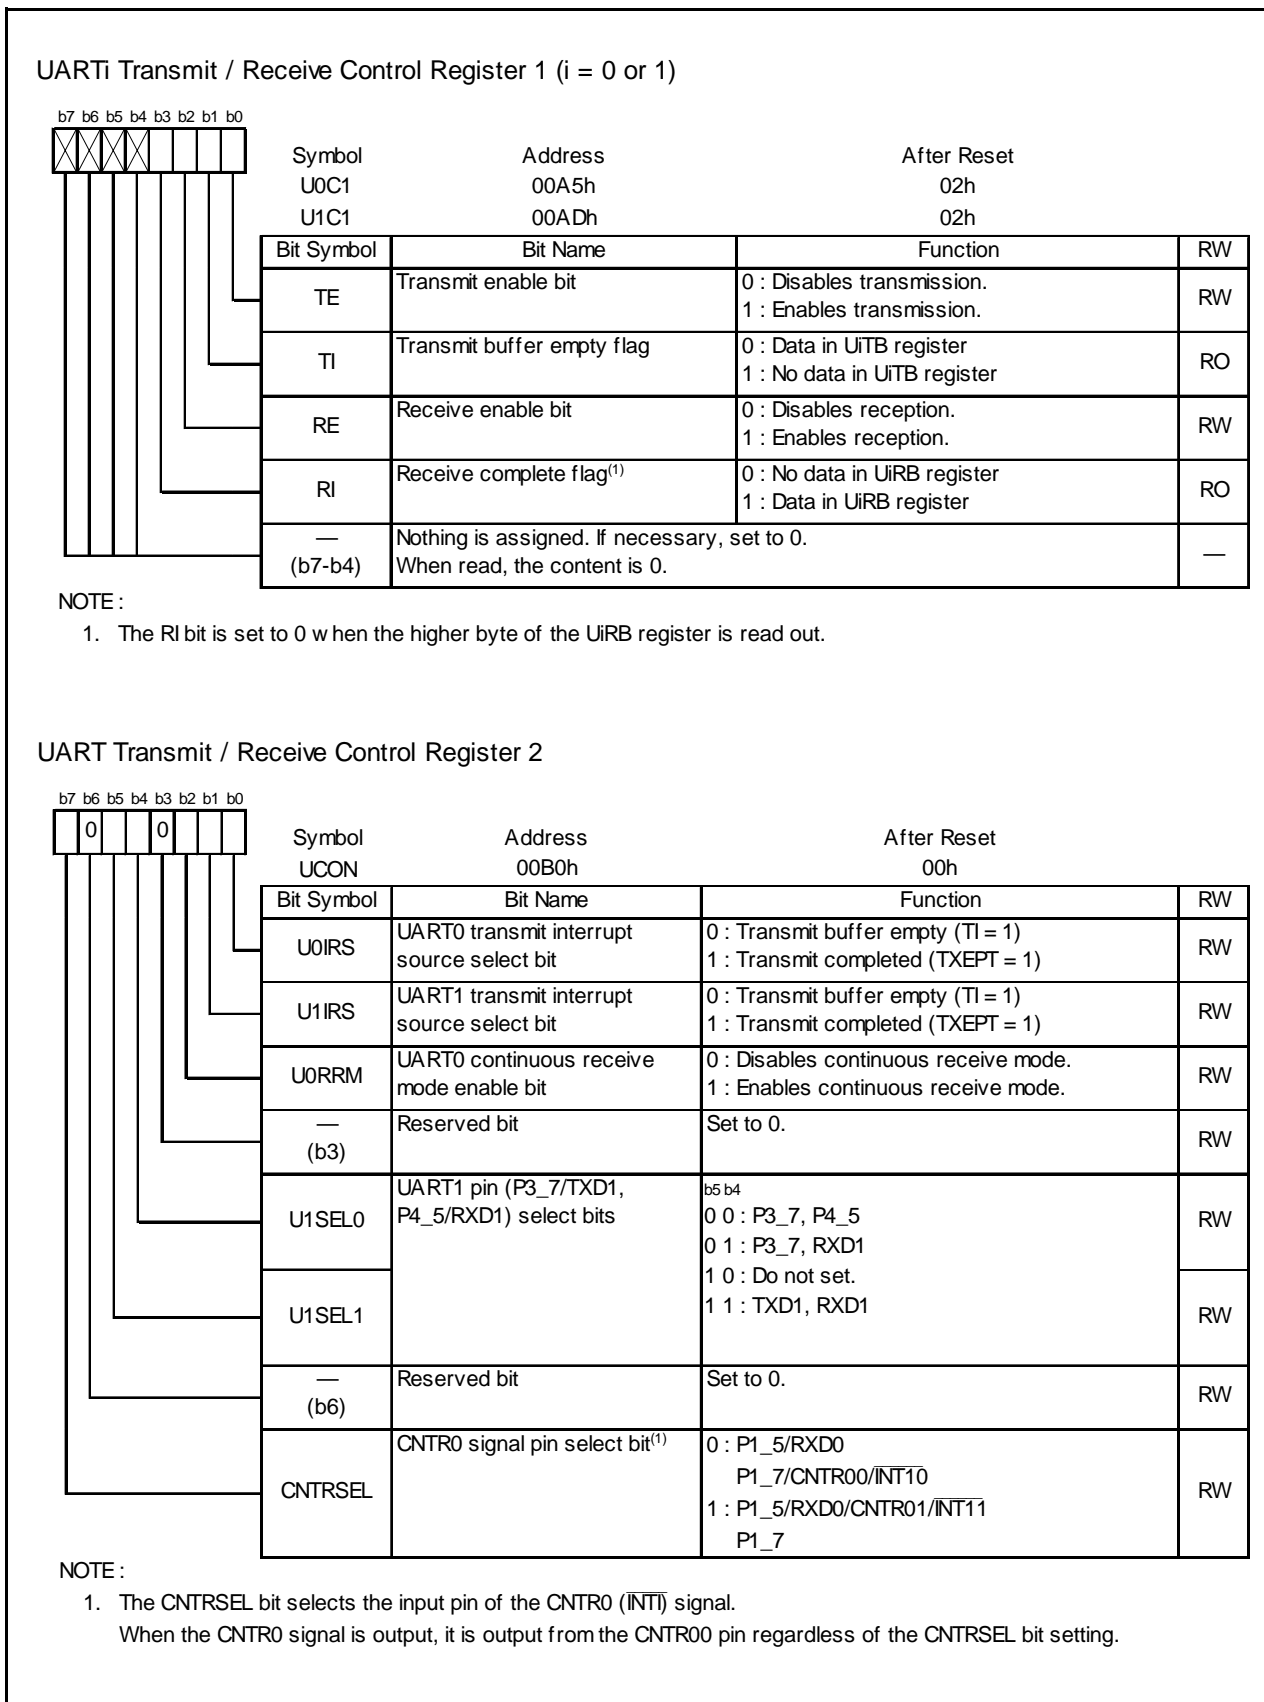 UARTi Transmit / Receive Control Register 1 (i = 0 or 1)
b7 b6 b5 b4 b3 b2 b1 b0
Symbol Address After Reset
U0C1 00A5h 02h
U1C1 00ADh 02h
Bit Symbol Bit Name Function RW
TE Transmit enable bit 0 : Disables transmission. RW
1 : Enables transmission.
TI Transmit buffer empty flag 0 : Data in UiTB register RO
1 : No data in UiTB register
RE Receive enable bit 0 : Disables reception. RW
1 : Enables reception.
RI Receive complete flag(1) 0 : No data in UiRB register RO
1 : Data in UiRB register
— Nothing is assigned. If necessary, set to 0. —
(b7-b4) When read, the content is 0.
NOTE :
1. The RI bit is set to 0 when the higher byte of the UiRB register is read out.
UART Transmit / Receive Control Register 2
b7 b6 b5 b4 b3 b2 b1 b0
0 0
Symbol Address After Reset
UCON 00B0h 00h
Bit Symbol Bit Name Function RW
U0IRS UART0 transmit interrupt 0 : Transmit buffer empty (TI = 1) RW
source select bit 1 : Transmit completed (TXEPT = 1)
U1IRS UART1 transmit interrupt 0 : Transmit buffer empty (TI = 1) RW
source select bit 1 : Transmit completed (TXEPT = 1)
U0RRM UART0 continuous receive 0 : Disables continuous receive mode. RW
mode enable bit 1 : Enables continuous receive mode.
— Reserved bit Set to 0. RW
(b3)
UART1 pin (P3_7/TXD1, b5 b4
U1SEL0 P4_5/RXD1) select bits 0 0 : P3_7, P4_5 RW
0 1 : P3_7, RXD1
1 0 : Do not set.
U1SEL1 1 1 : TXD1, RXD1 RW
— Reserved bit Set to 0. RW
(b6)
CNTRSEL CNTR0 signal pin select bit(1) 0 : P1_5/RXD0 RW
P1_7/CNTR00/INT10
1 : P1_5/RXD0/CNTR01/INT11
P1_7
NOTE :
1. The CNTRSEL bit selects the input pin of the CNTR0 (INTI) signal.
When the CNTR0 signal is output, it is output from the CNTR00 pin regardless of the CNTRSEL bit setting.